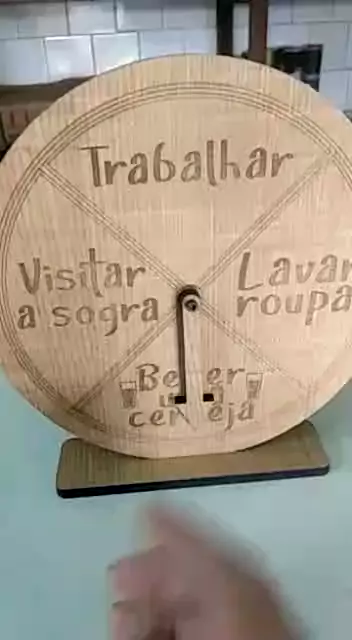 Trabalhar
Visitar
a sogra
Lavar
roupa
Beber
cerveja